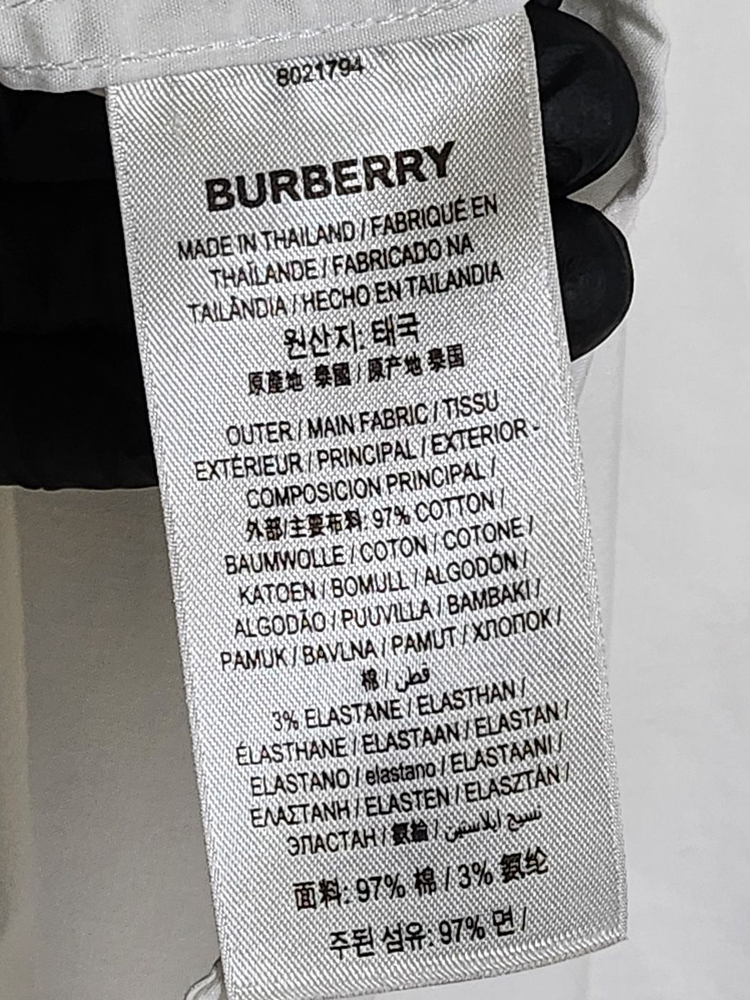 8021794
BURBERRY
MADE IN THAILAND / FABRIQUÉ EN
THAÏLANDE / FABRICADO NA
TAILÂNDIA / HECHO EN TAILANDIA
원산지: 태국
原產地 泰國 / 原产地 泰国
OUTER / MAIN FABRIC / TISSU
EXTÉRIEUR / PRINCIPAL / EXTERIOR -
COMPOSICION PRINCIPAL /
外部/主要布料: 97% COTTON /
BAUMWOLLE / COTON / COTONE /
KATOEN / BOMULL / ALGODÓN /
ALGODÃO / PUUVILLA / BAMBAKI /
PAMUK / BAVLNA / PAMUT / ХЛОПОК /
棉 / قطن
3% ELASTANE / ELASTHAN /
ÉLASTHANE / ELASTAAN / ELASTAN /
ELASTANO / elastano / ELASTAANI /
ΕΛΑΣΤΑΝΗ / ELASTEN / ELASZTÁN /
ЭЛАСТАН / 氨綸 / نسيج ايلاستين
面料: 97% 棉 / 3% 氨纶
주된 섬유: 97% 면 /